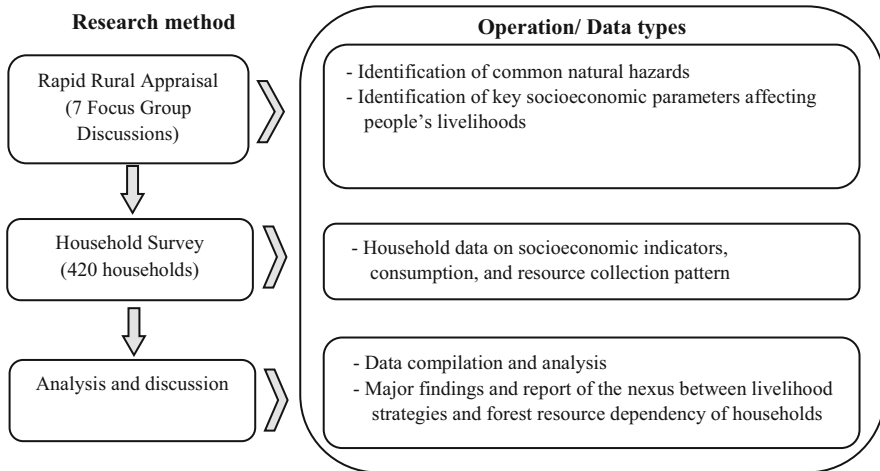 Research method
Operation/ Data types
Rapid Rural Appraisal
(7 Focus Group
Discussions)
- Identification of common natural hazards
- Identification of key socioeconomic parameters affecting
people’s livelihoods
Household Survey
(420 households)
- Household data on socioeconomic indicators,
consumption, and resource collection pattern
Analysis and discussion
- Data compilation and analysis
- Major findings and report of the nexus between livelihood
strategies and forest resource dependency of households